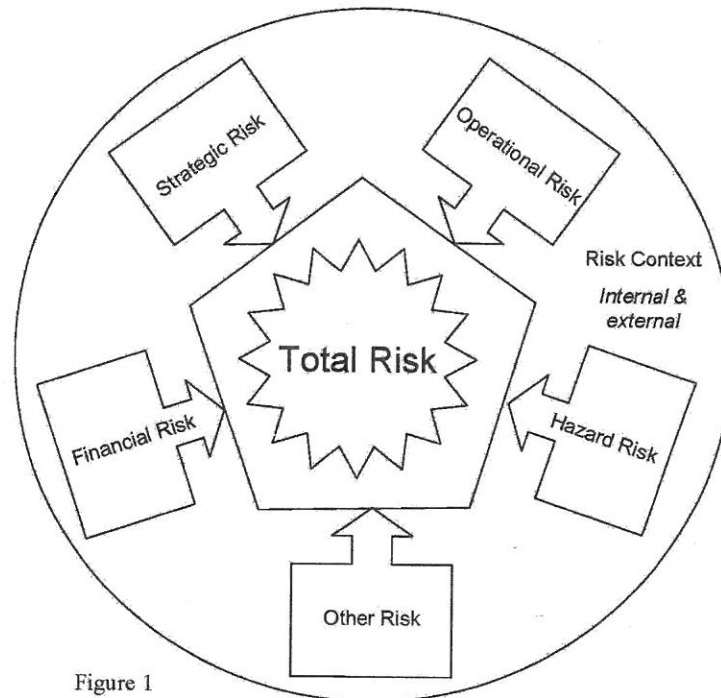 Strategic Risk
Operational Risk
Risk Context
Internal &
external
Total Risk
Financial Risk
Hazard Risk
Other Risk
Figure 1